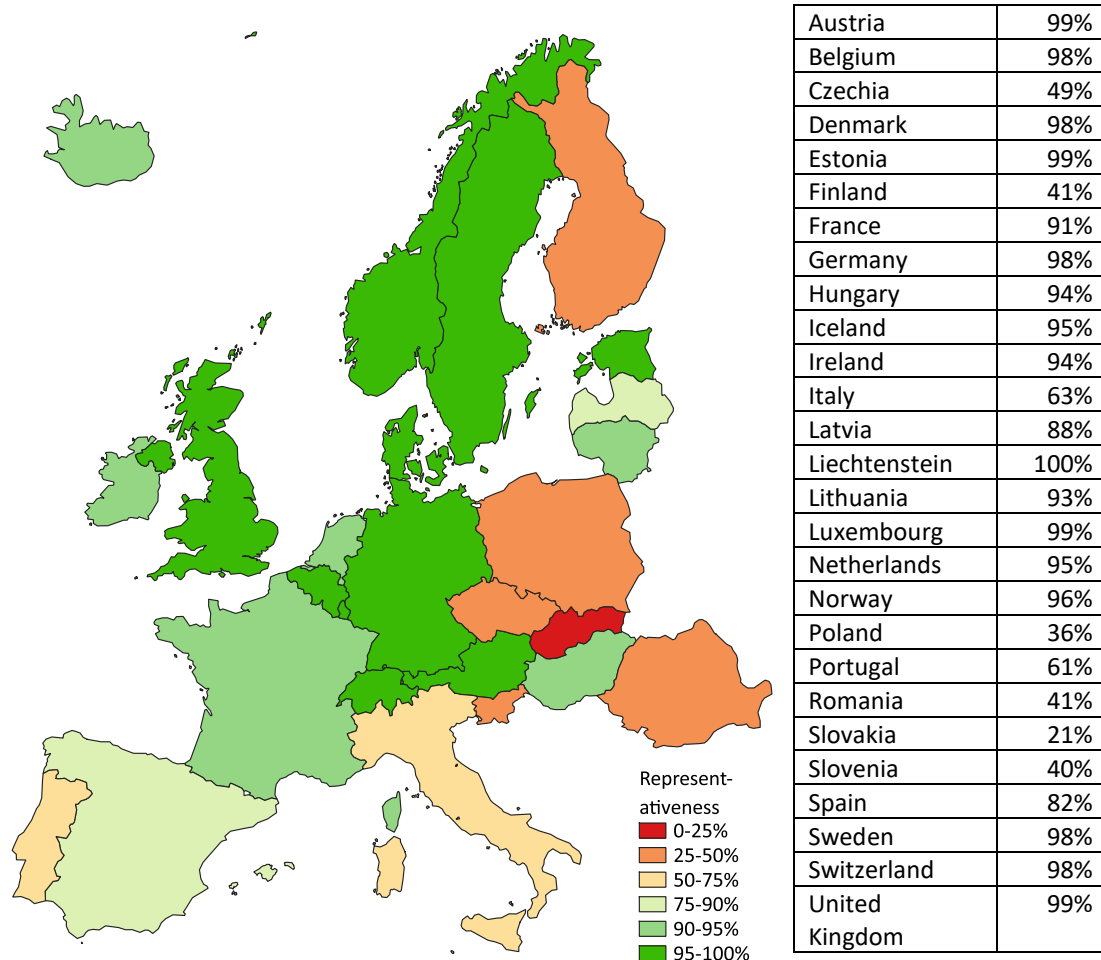 Represent-
ativeness
0-25%
25-50%
50-75%
75-90%
90-95%
95-100%
Austria 99%
Belgium 98%
Czechia 49%
Denmark 98%
Estonia 99%
Finland 41%
France 91%
Germany 98%
Hungary 94%
Iceland 95%
Ireland 94%
Italy 63%
Latvia 88%
Liechtenstein 100%
Lithuania 93%
Luxembourg 99%
Netherlands 95%
Norway 96%
Poland 36%
Portugal 61%
Romania 41%
Slovakia 21%
Slovenia 40%
Spain 82%
Sweden 98%
Switzerland 98%
United 99%
Kingdom